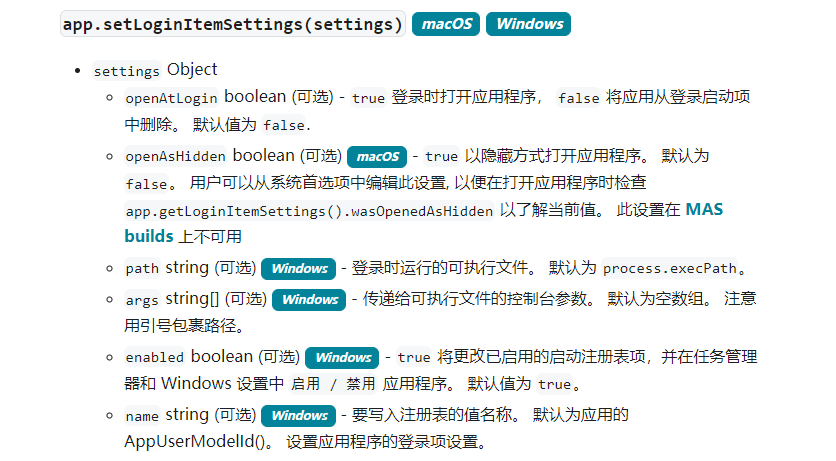 app.setLoginItemSettings(settings) macOS Windows
settings Object
openAtLogin boolean (可选) - true 登录时打开应用程序， false 将应用从登录启动项
中删除。 默认值为 false.
openAsHidden boolean (可选) macOS - true 以隐藏方式打开应用程序。 默认为
false。 用户可以从系统首选项中编辑此设置, 以便在打开应用程序时检查
app.getLoginItemSettings().wasOpenedAsHidden 以了解当前值。 此设置在 MAS
builds 上不可用
path string (可选) Windows - 登录时运行的可执行文件。 默认为 process.execPath。
args string[] (可选) Windows - 传递给可执行文件的控制台参数。 默认为空数组。 注意
用引号包裹路径。
enabled boolean (可选) Windows - true 将更改已启用的启动注册表项，并在任务管理
器和 Windows 设置中 启用 / 禁用 应用程序。 默认值为 true。
name string (可选) Windows - 要写入注册表的值名称。 默认为应用的
AppUserModelId()。 设置应用程序的登录项设置。